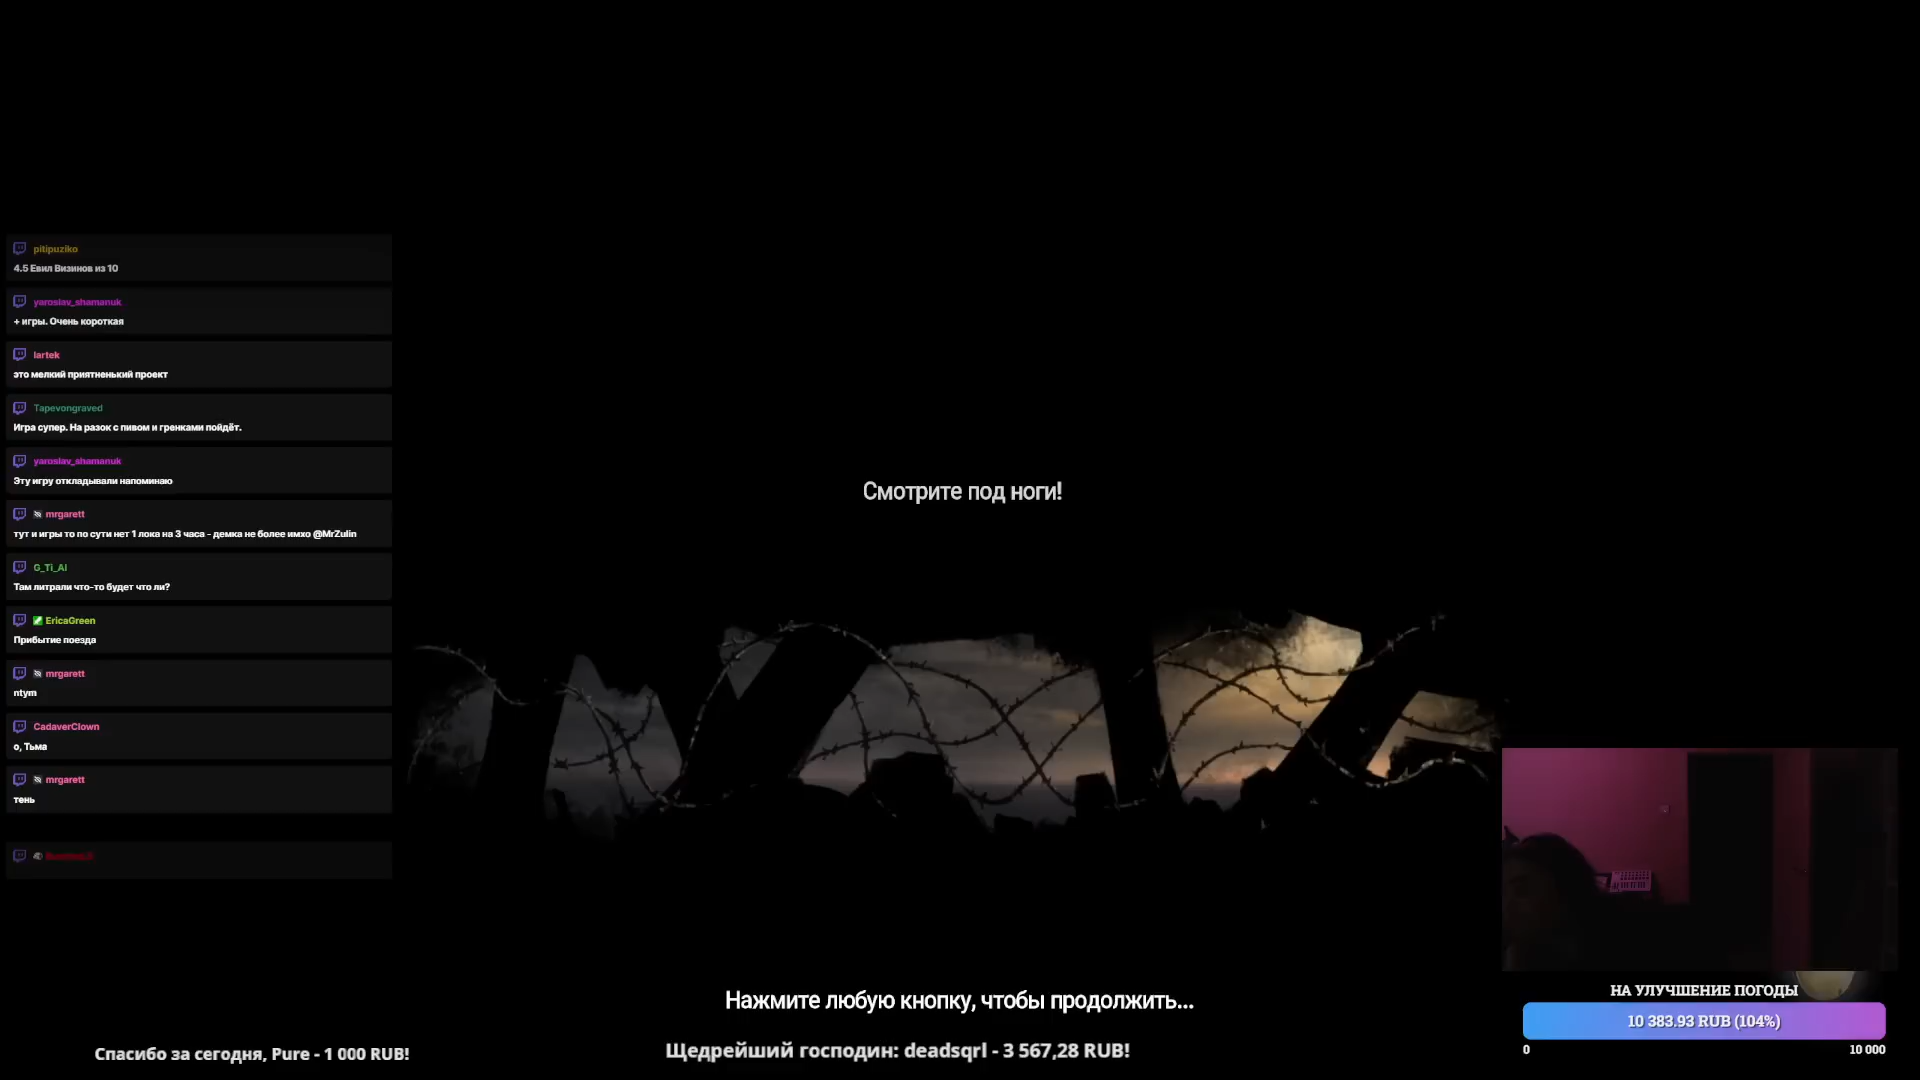 pitipuziko
4.5 Евил Визинов из 10
yaroslav_shamanuk
+ игры. Очень короткая
lartek
это мелкий приятненький проект
Tapevongraved
Игра супер. На разок с пивом и гренками пойдёт.
yaroslav_shamanuk
Эту игру откладывали напоминаю
mrgarett
тут и игры то по сути нет 1 лока на 3 часа - демка не более имхо @MrZulin
G_Ti_Al
Там литрали что-то будет что ли?
EricaGreen
Прибытие поезда
mrgarett
ntym
CadaverClown
о, Тьма
mrgarett
тень
Смотрите под ноги!
Нажмите любую кнопку, чтобы продолжить...
Спасибо за сегодня, Pure - 1 000 RUB!
Щедрейший господин: deadsqrl - 3 567,28 RUB!
НА УЛУЧШЕНИЕ ПОГОДЫ
10 383.93 RUB (104%)
0
10 000